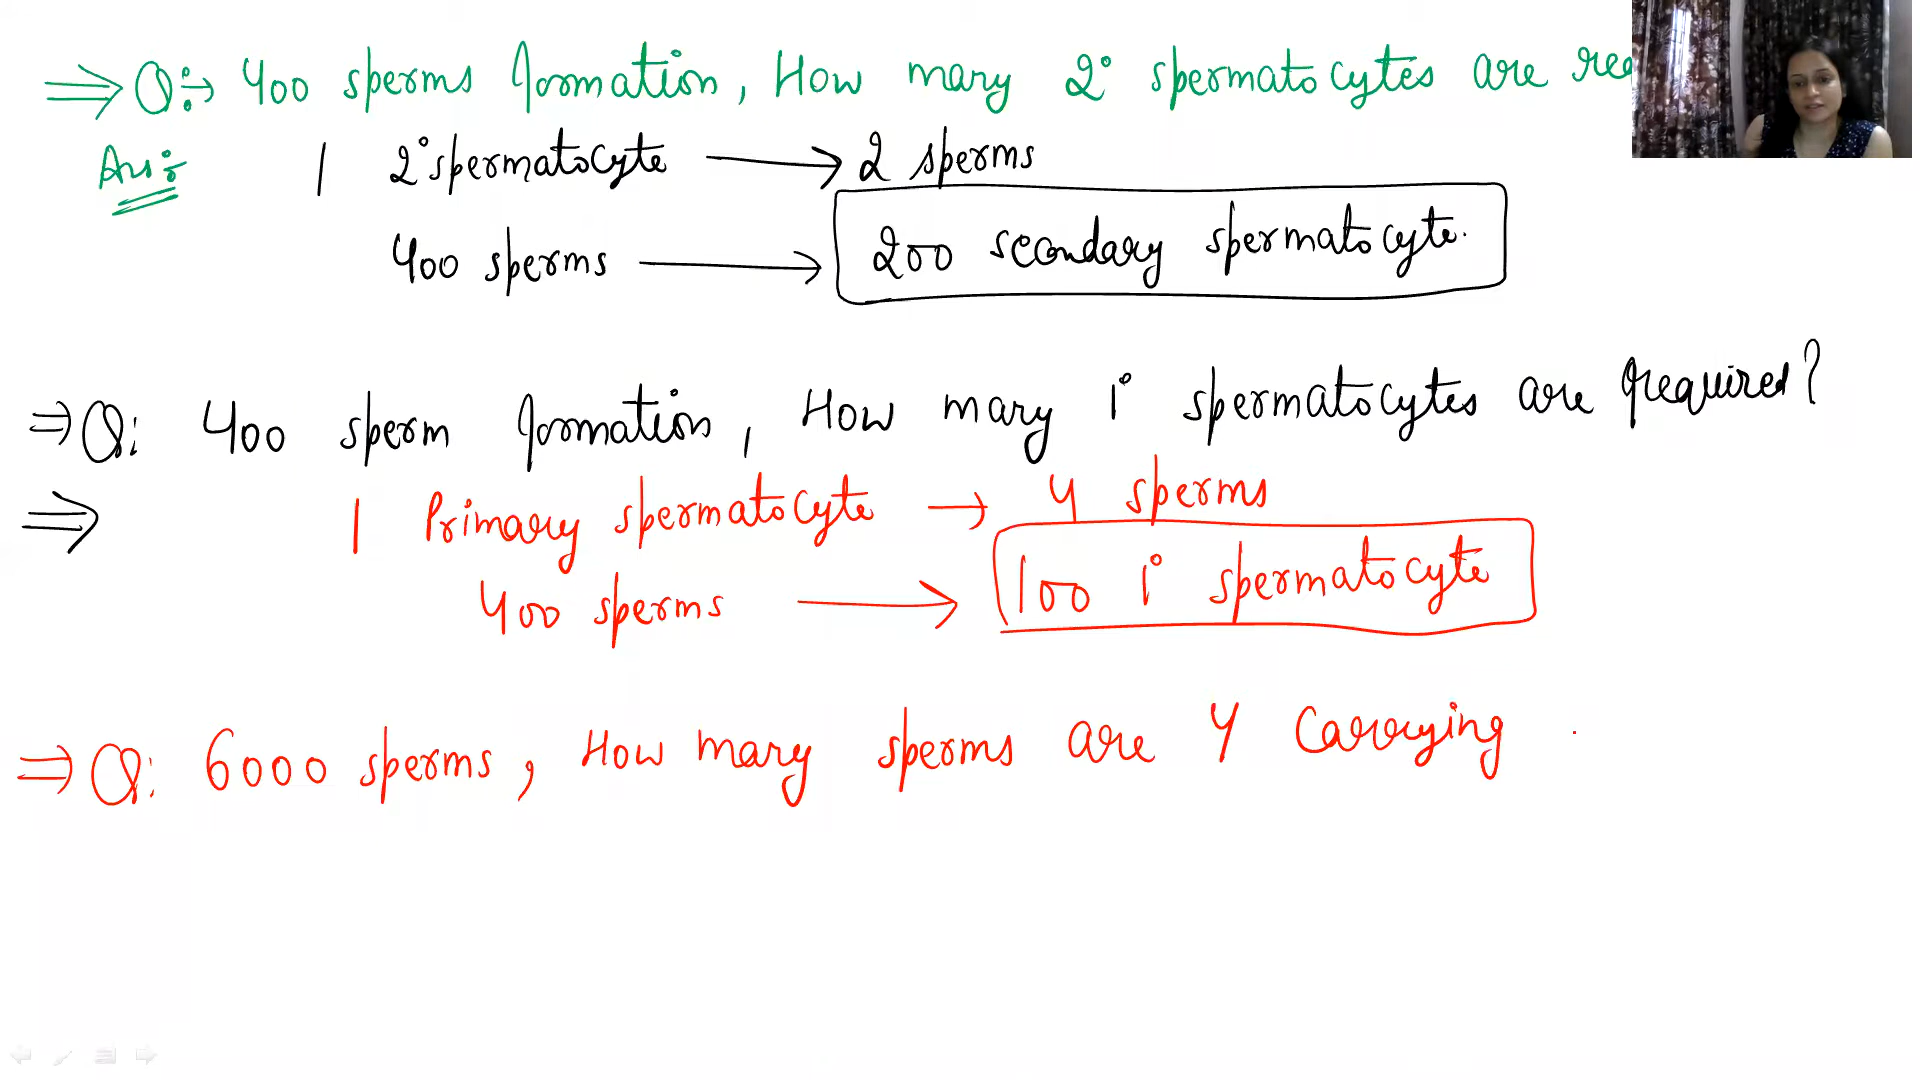 ⇒ Q:→ 400 sperms formation, How many 2° spermatocytes are
Ans:- 1 2° spermatocyte → 2 sperms
400 sperms → 200 secondary spermatocyte.
⇒ Q: 400 sperm formation, How many 1° spermatocytes are required?
⇒ 1 Primary spermatocyte → 4 sperms
400 sperms → 100 1° spermatocyte
⇒ Q: 6000 sperms, How many sperms are Y Carrying